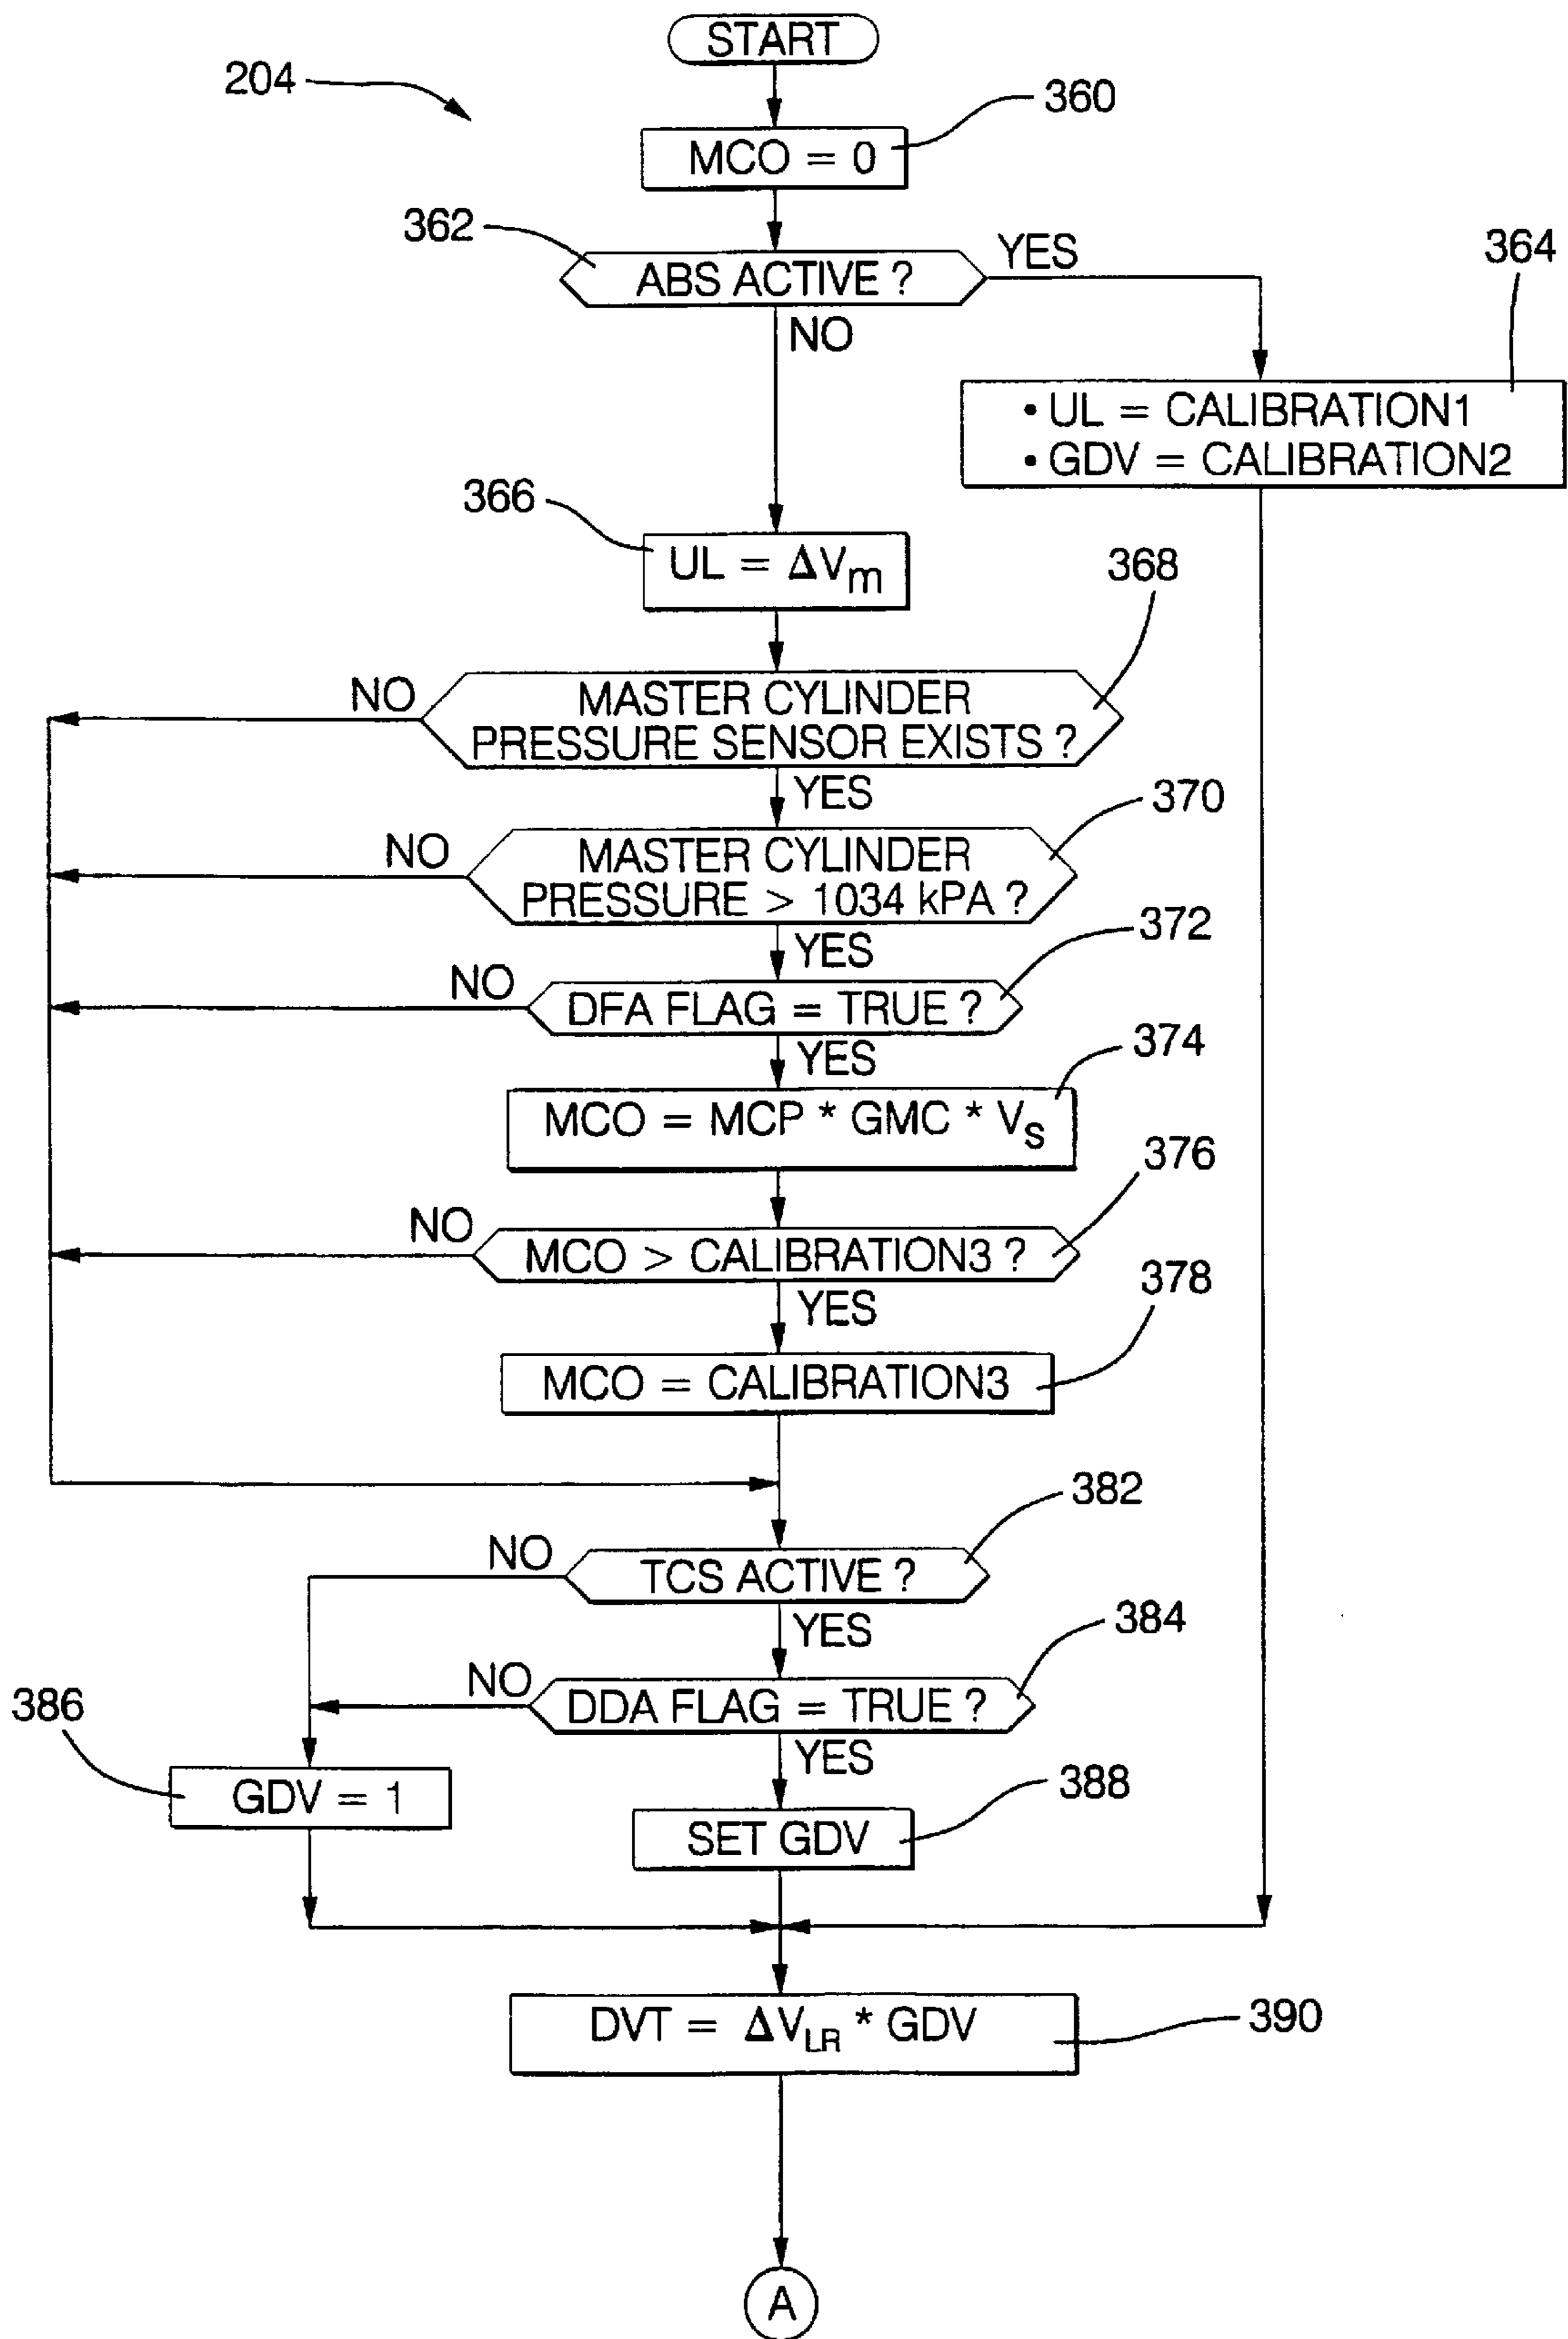 START
204
360
MCO = 0
362
ABS ACTIVE ?
YES
364
NO
• UL = CALIBRATION1
• GDV = CALIBRATION2
366
UL = ΔVm
368
NO
MASTER CYLINDER
PRESSURE SENSOR EXISTS ?
YES
370
NO
MASTER CYLINDER
PRESSURE > 1034 kPA ?
YES
372
NO
DFA FLAG = TRUE ?
YES
374
MCO = MCP * GMC * Vs
376
NO
MCO > CALIBRATION3 ?
YES
378
MCO = CALIBRATION3
382
NO
TCS ACTIVE ?
YES
384
NO
DDA FLAG = TRUE ?
386
YES
388
GDV = 1
SET GDV
DVT = ΔVLR * GDV
390
A